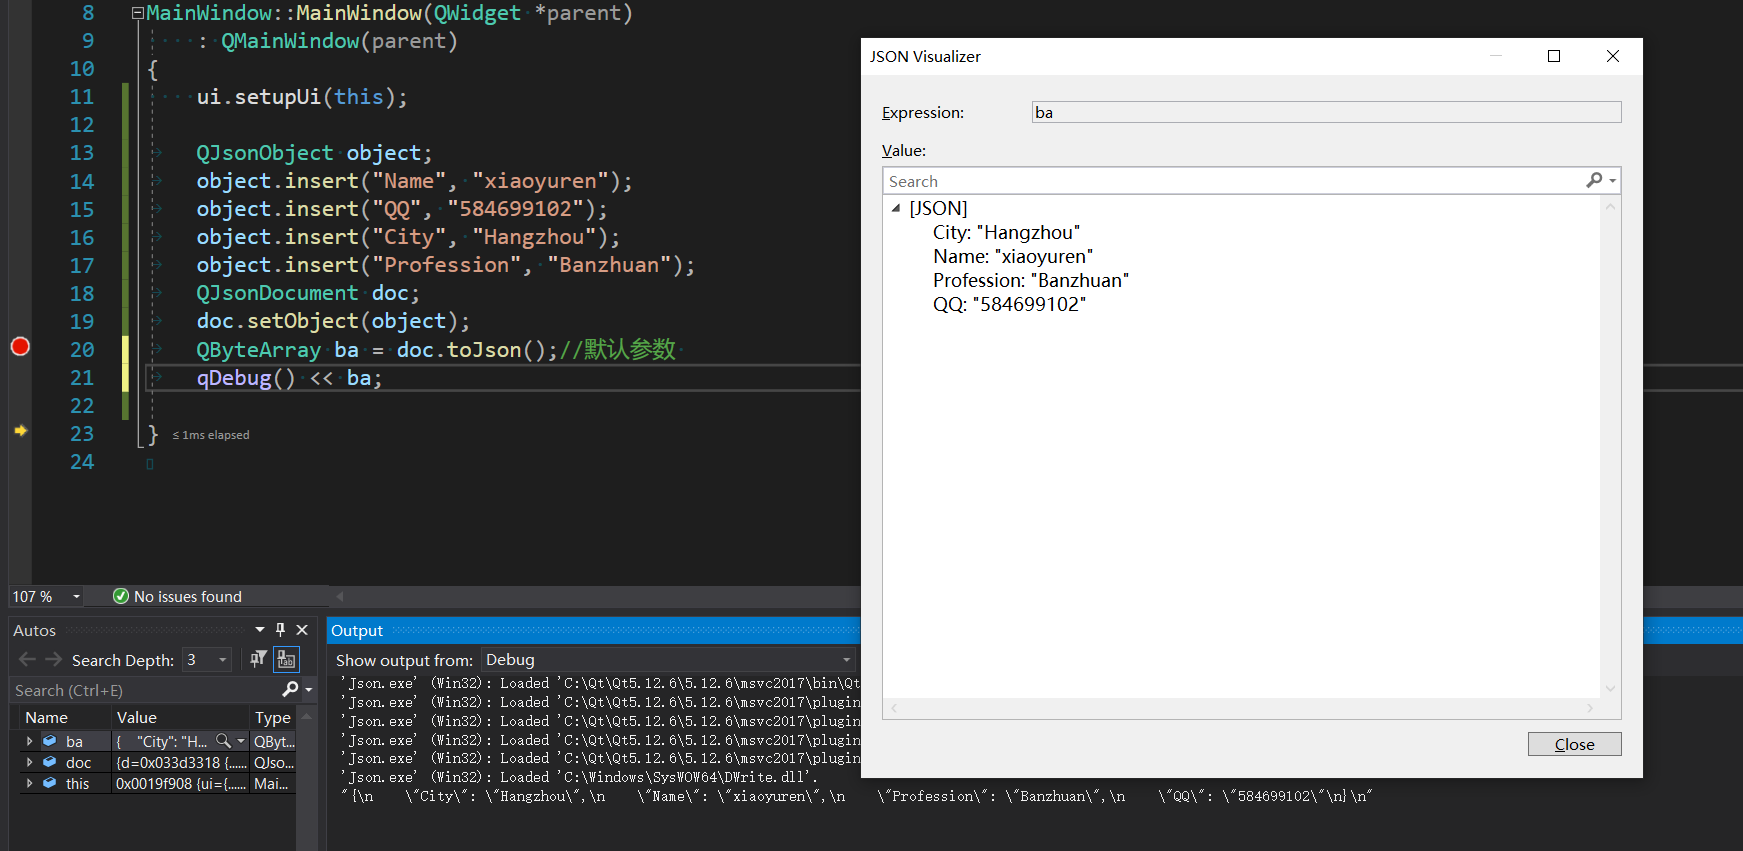 8 MainWindow::MainWindow(QWidget *parent)
9 : QMainWindow(parent)
10 {
11 ui.setupUi(this);
12
13 QJsonObject object;
14 object.insert("Name", "xiaoyuren");
15 object.insert("QQ", "584699102");
16 object.insert("City", "Hangzhou");
17 object.insert("Profession", "Banzhuan");
18 QJsonDocument doc;
19 doc.setObject(object);
20 QByteArray ba = doc.toJson();//默认参数
21 qDebug() << ba;
22
23 } ≤ 1ms elapsed
24
JSON Visualizer
Expression: ba
Value:
Search
[JSON]
City: "Hangzhou"
Name: "xiaoyuren"
Profession: "Banzhuan"
QQ: "584699102"
Close
107 % No issues found
Autos
Search Depth: 3
Search (Ctrl+E)
Name Value Type
ba { "City": "H... QByt...
doc {d=0x033d3318 {...... QJso...
this 0x0019f908 {ui={...... Mai...
Output
Show output from: Debug
'Json.exe' (Win32): Loaded 'C:\Qt\Qt5.12.6\5.12.6\msvc2017\bin\Qt
'Json.exe' (Win32): Loaded 'C:\Qt\Qt5.12.6\5.12.6\msvc2017\plugin
'Json.exe' (Win32): Loaded 'C:\Qt\Qt5.12.6\5.12.6\msvc2017\plugin
'Json.exe' (Win32): Loaded 'C:\Qt\Qt5.12.6\5.12.6\msvc2017\plugin
'Json.exe' (Win32): Loaded 'C:\Qt\Qt5.12.6\5.12.6\msvc2017\plugin
'Json.exe' (Win32): Loaded 'C:\Windows\SysWOW64\DWrite.dll'.
"{\n    \"City\": \"Hangzhou\",\n    \"Name\": \"xiaoyuren\",\n    \"Profession\": \"Banzhuan\",\n    \"QQ\": \"584699102\"\n}\n"